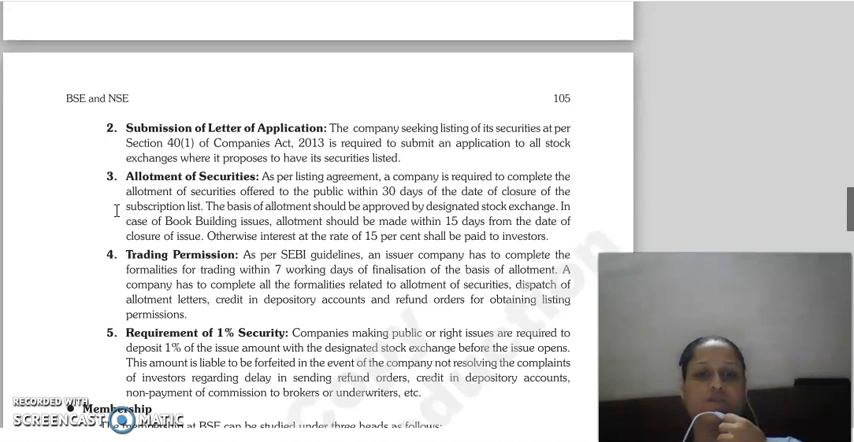 BSE and NSE 105
2. Submission of Letter of Application: The company seeking listing of its securities at per
Section 40(1) of Companies Act, 2013 is required to submit an application to all stock
exchanges where it proposes to have its securities listed.
3. Allotment of Securities: As per listing agreement, a company is required to complete the
allotment of securities offered to the public within 30 days of the date of closure of the
subscription list. The basis of allotment should be approved by designated stock exchange. In
case of Book Building issues, allotment should be made within 15 days from the date of
closure of issue. Otherwise interest at the rate of 15 per cent shall be paid to investors.
4. Trading Permission: As per SEBI guidelines, an issuer company has to complete the
formalities for trading within 7 working days of finalisation of the basis of allotment. A
company has to complete all the formalities related to allotment of securities, dispatch of
allotment letters, credit in depository accounts and refund orders for obtaining listing
permissions.
5. Requirement of 1% Security: Companies making public or right issues are required to
deposit 1% of the issue amount with the designated stock exchange before the issue opens.
This amount is liable to be forfeited in the event of the company not resolving the complaints
of investors regarding delay in sending refund orders, credit in depository accounts,
non-payment of commission to brokers or underwriters, etc.
● Membership
The membership at BSE can be studied under three heads as follows:
RECORDED WITH
SCREENCAST MATIC